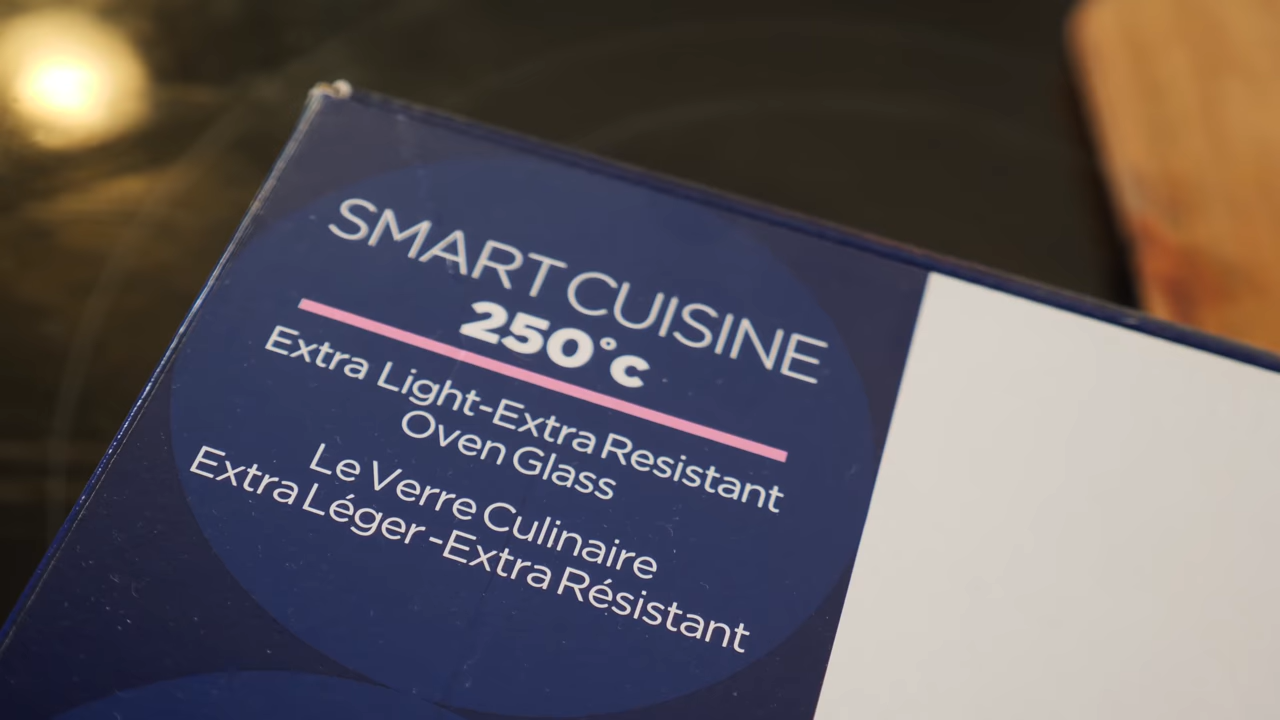 SMART CUISINE
250°C
Extra Light-Extra Resistant
Oven Glass
Le Verre Culinaire
Extra Léger-Extra Résistant